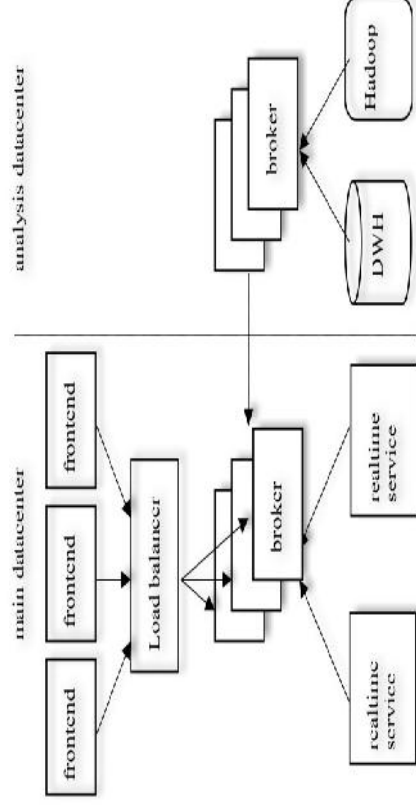 main datacenter
analysis datacenter
frontend
frontend
frontend
Load balancer
broker
broker
realtime
service
realtime
service
DWH
Hadoop